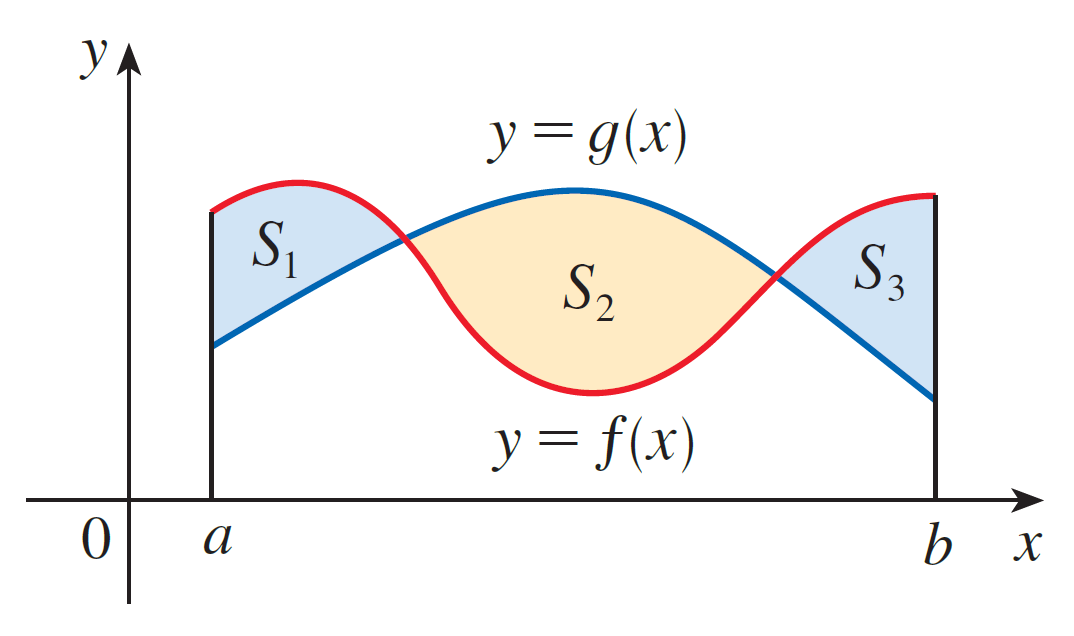 y
y = g(x)
S₁
S₂
S₃
y = f(x)
0
a
b
x